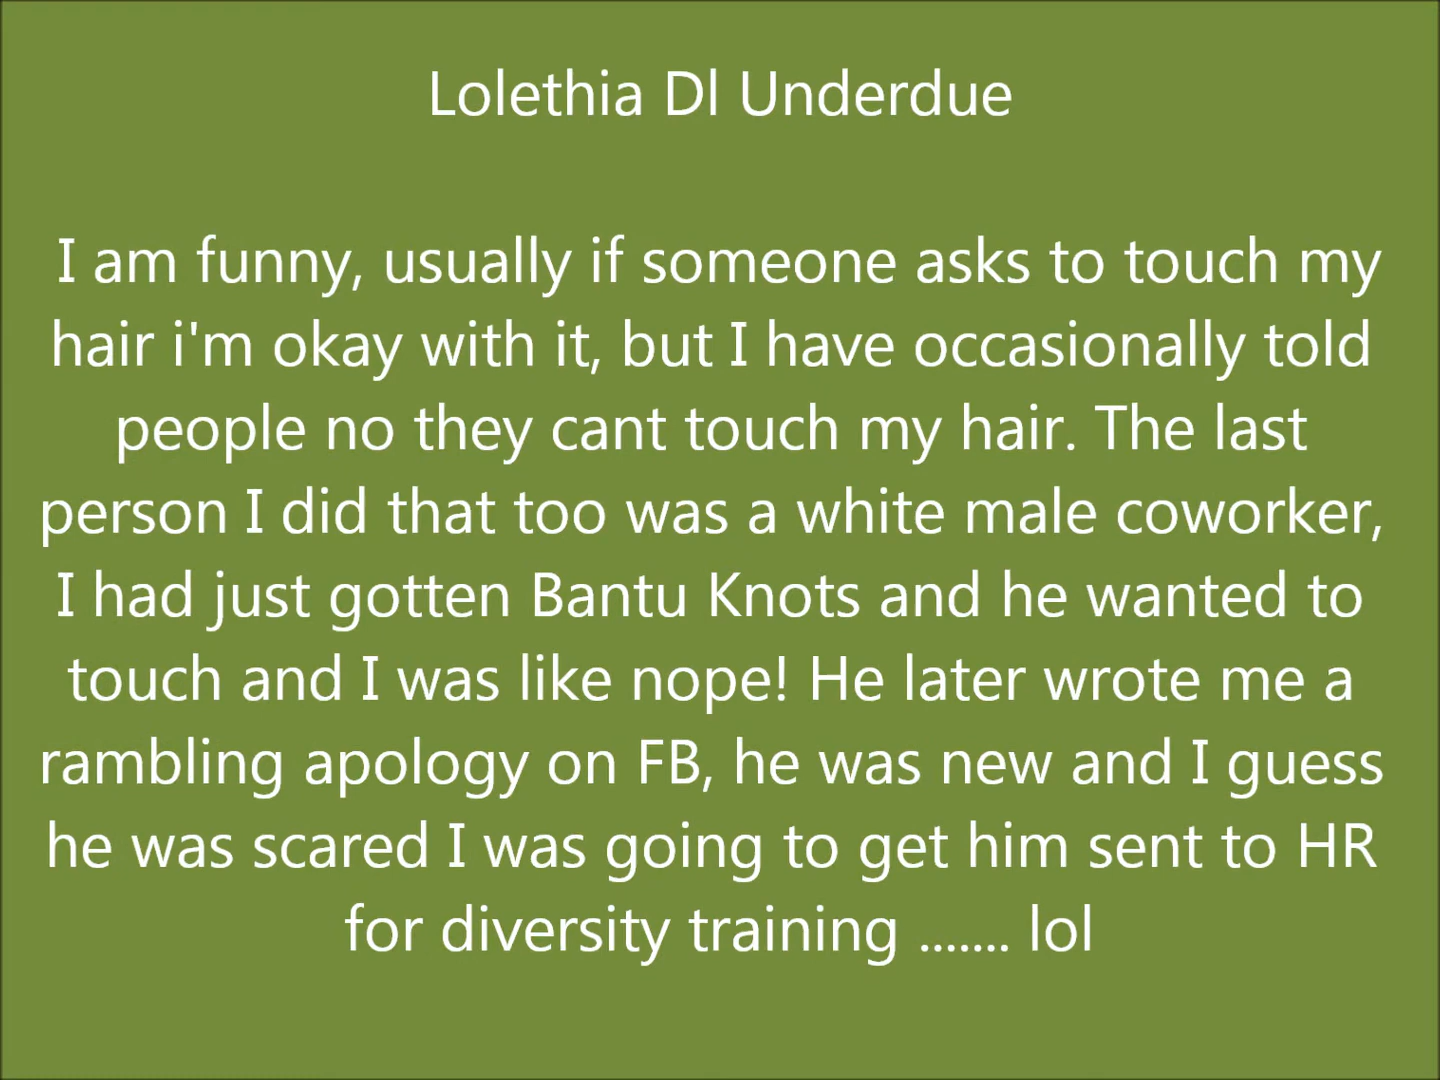 Lolethia Dl Underdue
I am funny, usually if someone asks to touch my
hair i'm okay with it, but I have occasionally told
people no they cant touch my hair. The last
person I did that too was a white male coworker,
I had just gotten Bantu Knots and he wanted to
touch and I was like nope! He later wrote me a
rambling apology on FB, he was new and I guess
he was scared I was going to get him sent to HR
for diversity training ....... lol